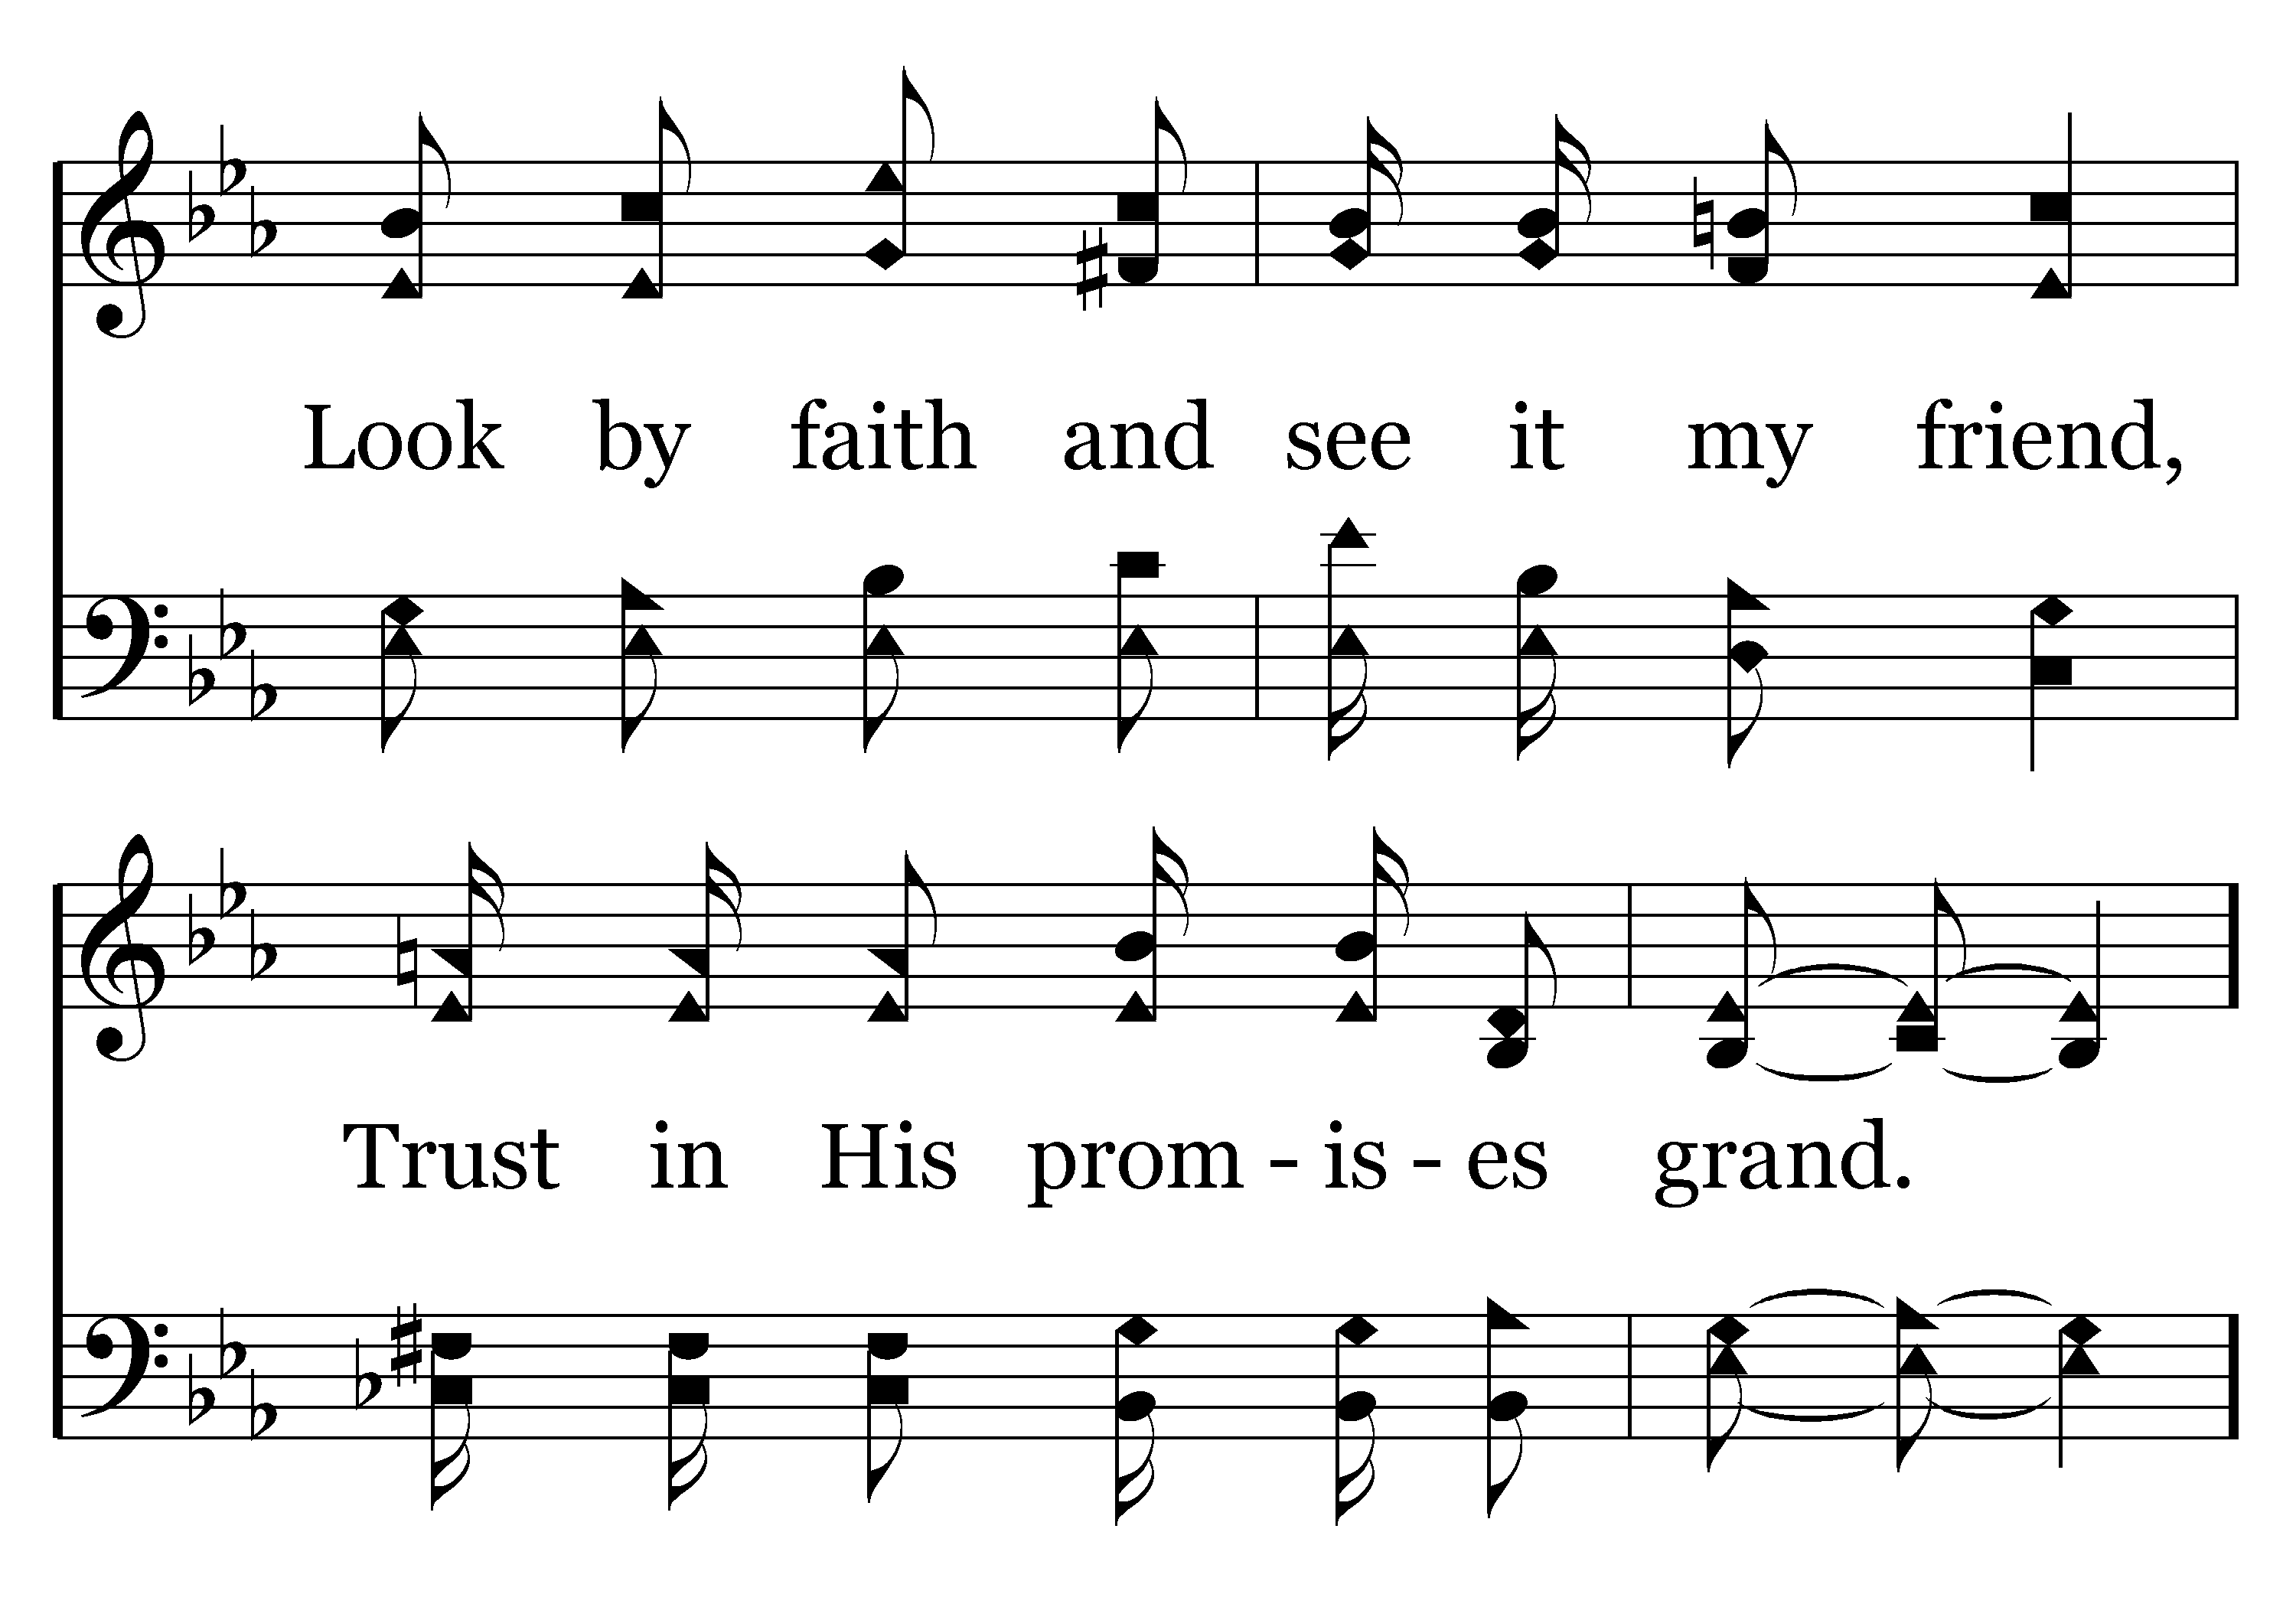 Look by faith and see it my friend,
Trust in His prom - is - es grand.